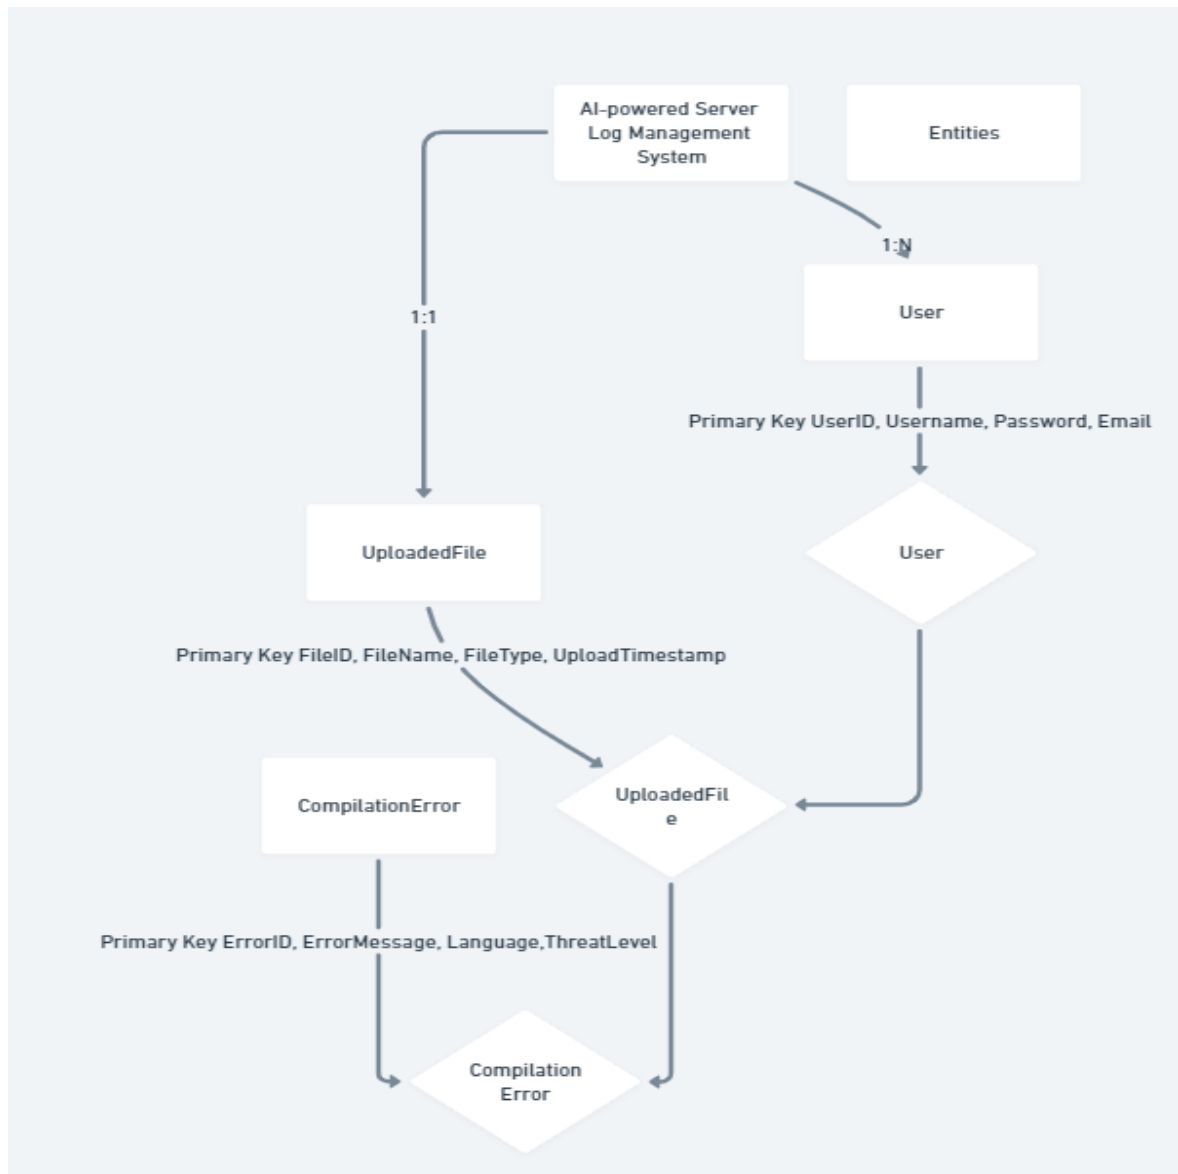 AI-powered Server
Log Management
System
Entities
1:N
User
1:1
Primary Key UserID, Username, Password, Email
UploadedFile
User
Primary Key FileID, FileName, FileType, UploadTimestamp
CompilationError
UploadedFil
e
Primary Key ErrorID, ErrorMessage, Language,ThreatLevel
Compilation
Error